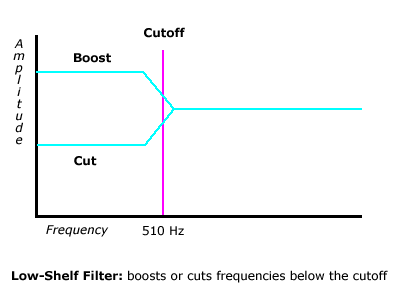 Cutoff
Amplitude
Boost
Cut
Frequency
510 Hz
Low-Shelf Filter: boosts or cuts frequencies below the cutoff